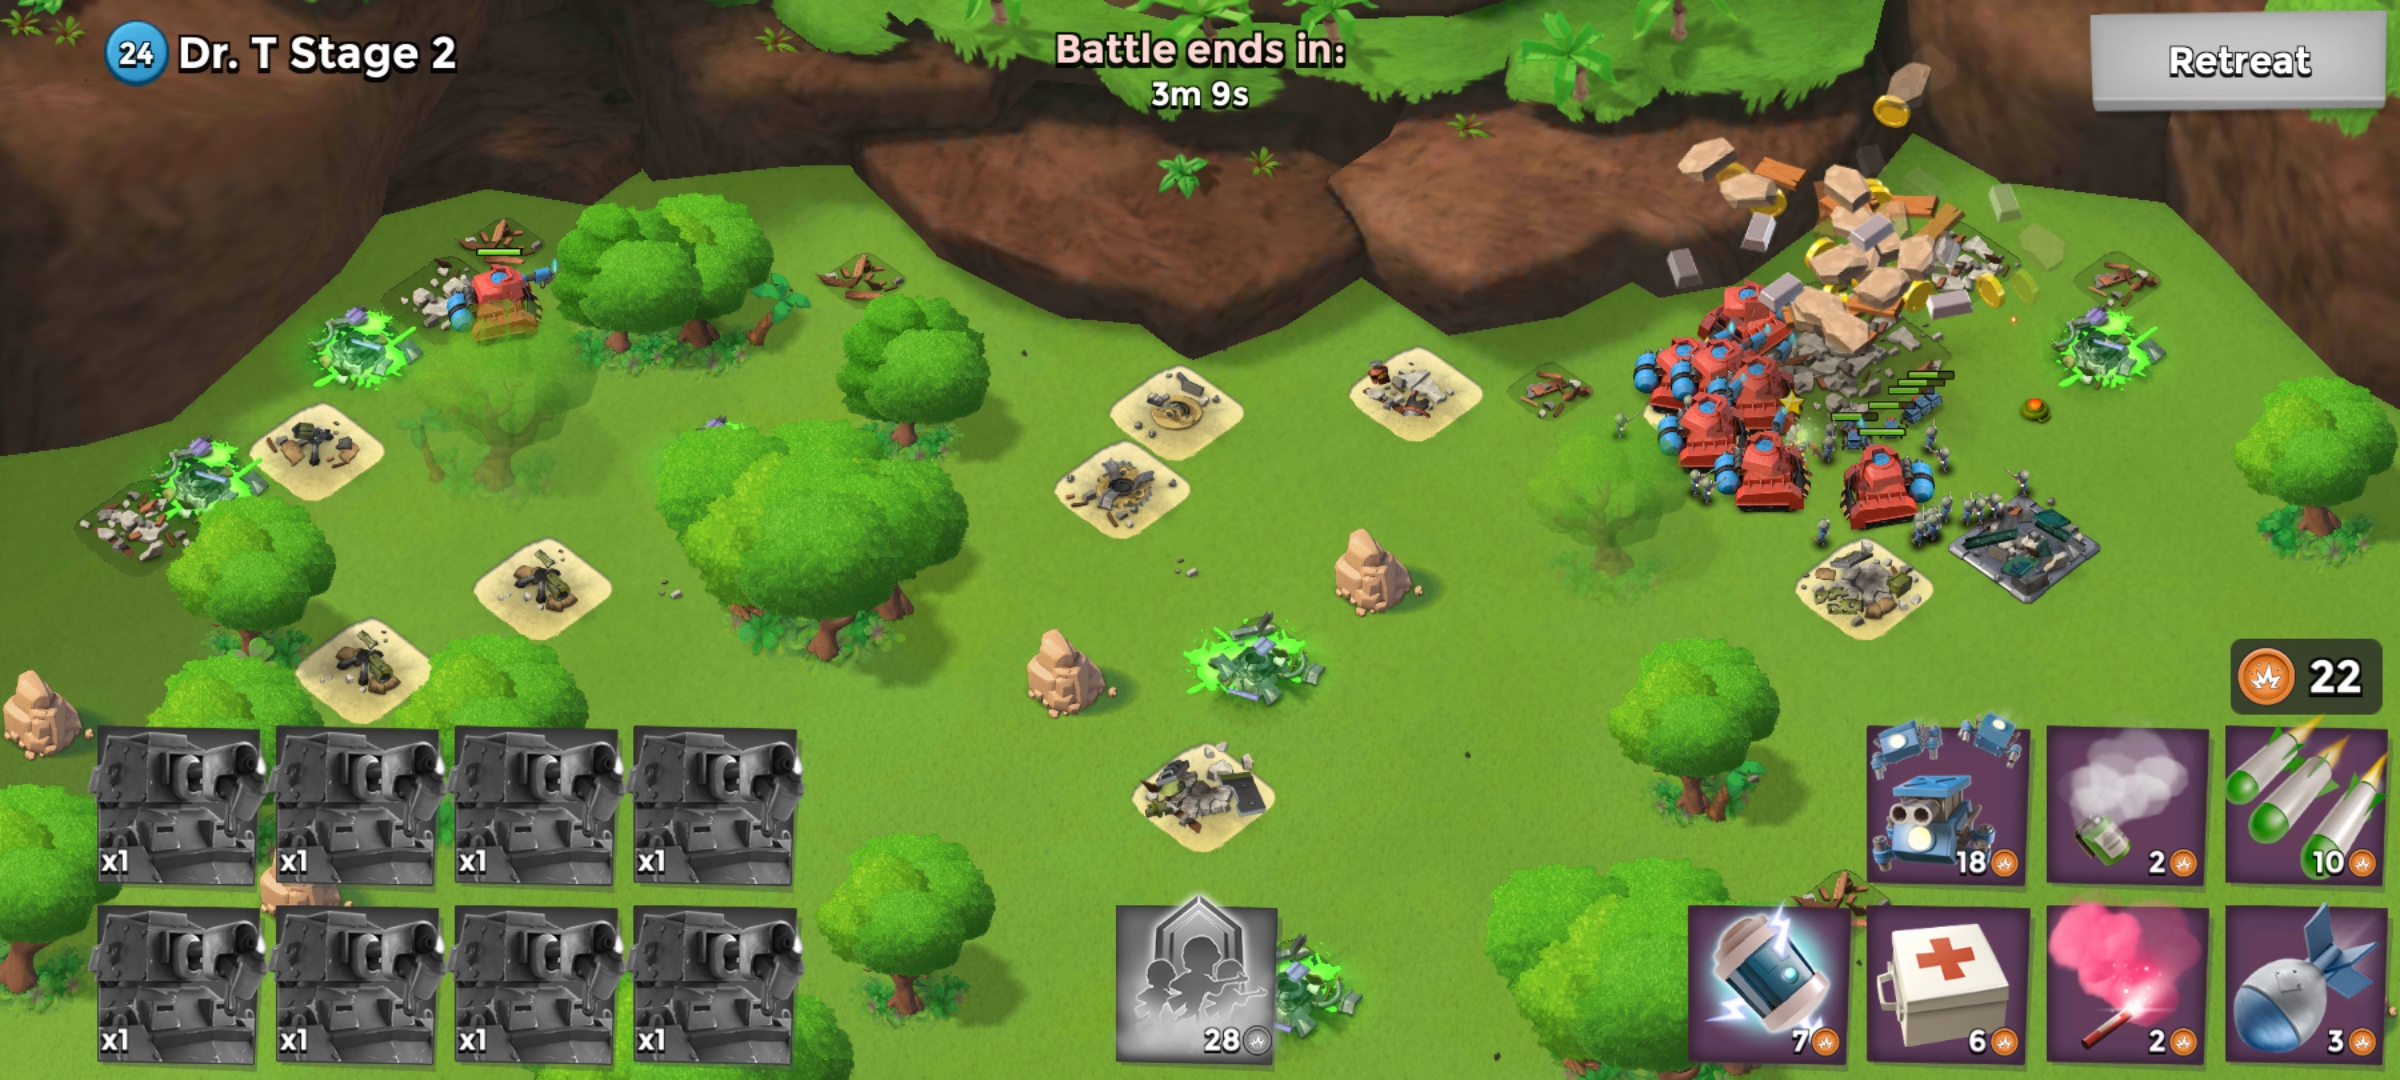 24 Dr. T Stage 2
Battle ends in:
3m 9s
Retreat
22
x1 x1 x1 x1
18 2 10
x1 x1 x1 x1
28
7 6 2 3